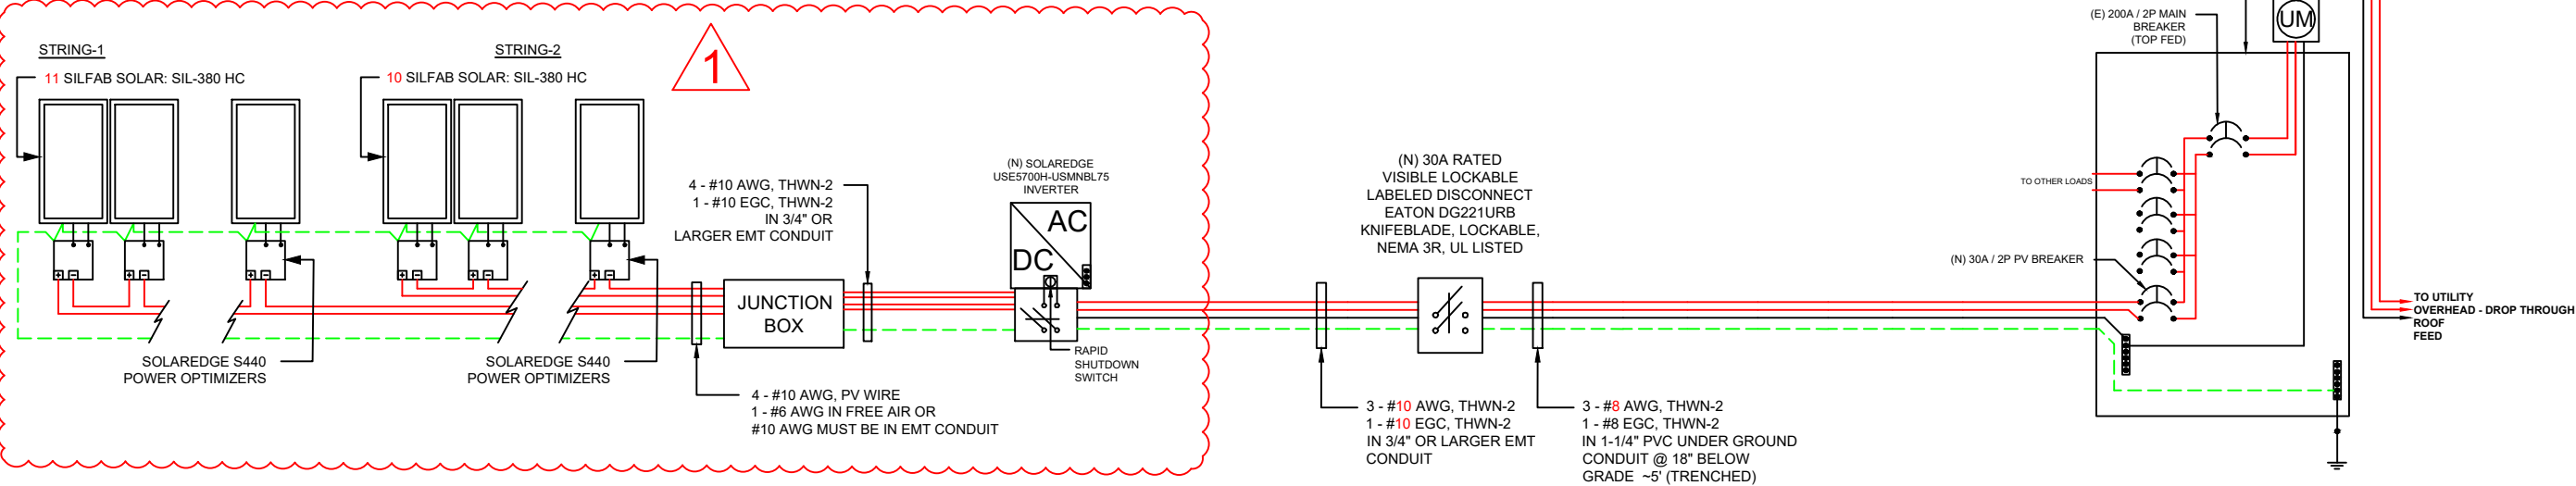 STRING-1
11 SILFAB SOLAR: SIL-380 HC
STRING-2
10 SILFAB SOLAR: SIL-380 HC
1
4 - #10 AWG, THWN-2
1 - #10 EGC, THWN-2
IN 3/4" OR
LARGER EMT CONDUIT
(N) SOLAREDGE
USE5700H-USMNBL75
INVERTER
AC
DC
JUNCTION
BOX
RAPID
SHUTDOWN
SWITCH
SOLAREDGE S440
POWER OPTIMIZERS
SOLAREDGE S440
POWER OPTIMIZERS
4 - #10 AWG, PV WIRE
1 - #6 AWG IN FREE AIR OR
#10 AWG MUST BE IN EMT CONDUIT
(N) 30A RATED
VISIBLE LOCKABLE
LABELED DISCONNECT
EATON DG221URB
KNIFEBLADE, LOCKABLE,
NEMA 3R, UL LISTED
3 - #10 AWG, THWN-2
1 - #10 EGC, THWN-2
IN 3/4" OR LARGER EMT
CONDUIT
3 - #8 AWG, THWN-2
1 - #8 EGC, THWN-2
IN 1-1/4" PVC UNDER GROUND
CONDUIT @ 18" BELOW
GRADE ~5' (TRENCHED)
(E) 200A / 2P MAIN
BREAKER
(TOP FED)
UM
TO OTHER LOADS
(N) 30A / 2P PV BREAKER
TO UTILITY
OVERHEAD - DROP THROUGH
ROOF
FEED